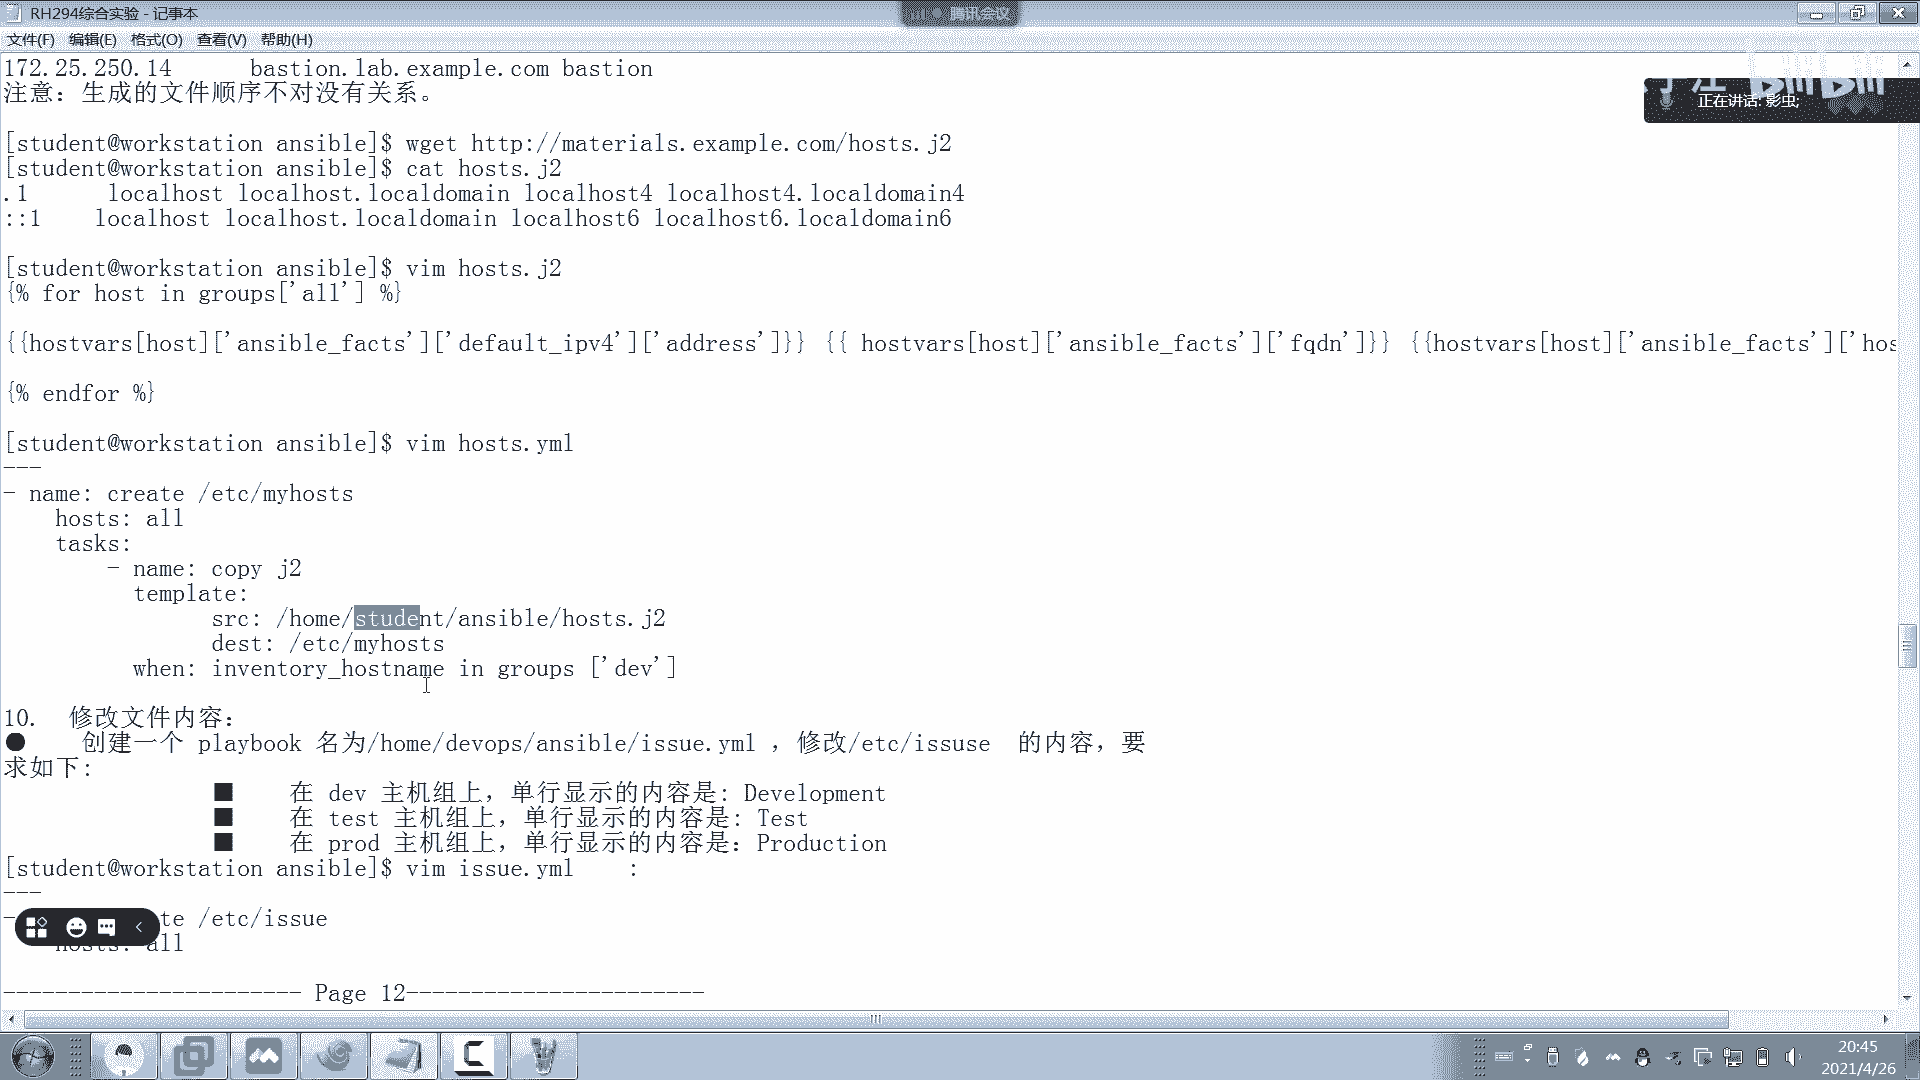 RH294综合实验 - 记事本
腾讯会议
文件(F) 编辑(E) 格式(O) 查看(V) 帮助(H)
172.25.250.14 bastion.lab.example.com bastion
注意：生成的文件顺序不对没有关系。
正在讲话: 影虫;
[student@workstation ansible]$ wget http://materials.example.com/hosts.j2
[student@workstation ansible]$ cat hosts.j2
.1 localhost localhost.localdomain localhost4 localhost4.localdomain4
::1 localhost localhost.localdomain localhost6 localhost6.localdomain6
[student@workstation ansible]$ vim hosts.j2
{% for host in groups['all'] %}
{{hostvars[host]['ansible_facts']['default_ipv4']['address']}} {{ hostvars[host]['ansible_facts']['fqdn']}} {{hostvars[host]['ansible_facts']['hos
{% endfor %}
[student@workstation ansible]$ vim hosts.yml
---
- name: create /etc/myhosts
hosts: all
tasks:
- name: copy j2
template:
src: /home/student/ansible/hosts.j2
dest: /etc/myhosts
when: inventory_hostname in groups ['dev']
10. 修改文件内容：
● 创建一个 playbook 名为/home/devops/ansible/issue.yml ，修改/etc/issuse 的内容，要
求如下：
■ 在 dev 主机组上，单行显示的内容是: Development
■ 在 test 主机组上，单行显示的内容是: Test
■ 在 prod 主机组上，单行显示的内容是: Production
[student@workstation ansible]$ vim issue.yml :
---
te /etc/issue
hosts: all
----------------------- Page 12-----------------------
20:45
2021/4/26